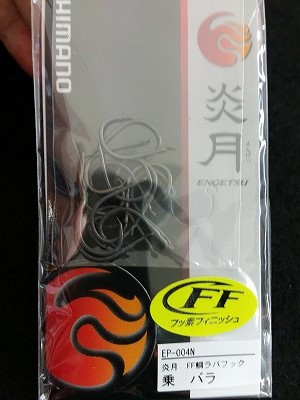 SHIMANO
炎月
ENGETSU
FF
フッ素フィニッシュ
EP-004N
炎月 FF鯛ラバフック
乗 バラ